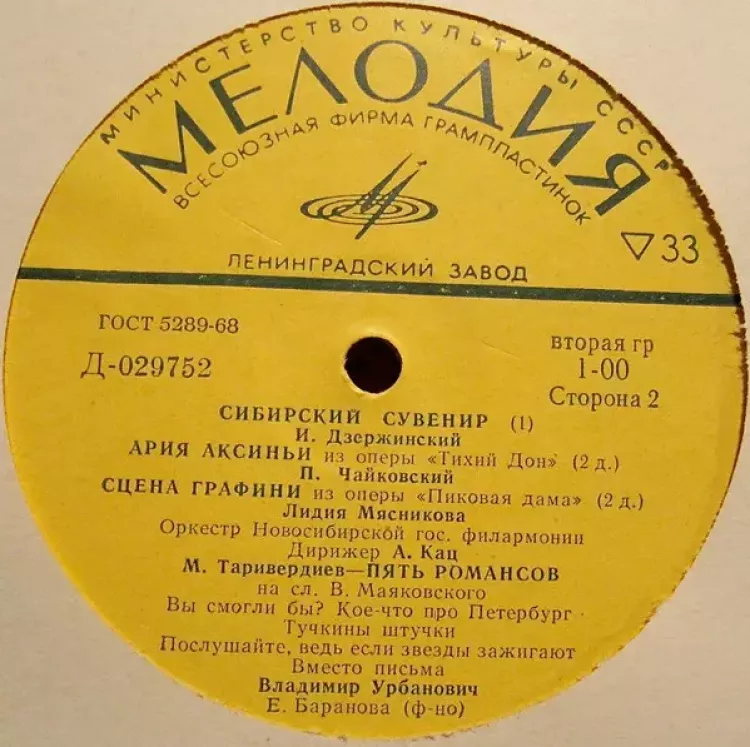 МИНИСТЕРСТВО КУЛЬТУРЫ СССР
МЕЛОДИЯ
ВСЕСОЮЗНАЯ ФИРМА ГРАМПЛАСТИНОК
▽ 33
ЛЕНИНГРАДСКИЙ ЗАВОД
ГОСТ 5289-68
Д-029752
вторая гр
1-00
Сторона 2
СИБИРСКИЙ СУВЕНИР (1)
И. Дзержинский
АРИЯ АКСИНЬИ из оперы «Тихий Дон» (2 д.)
П. Чайковский
СЦЕНА ГРАФИНИ из оперы «Пиковая дама» (2 д.)
Лидия Мясникова
Оркестр Новосибирской гос. филармонии
Дирижер А. Кац
М. Таривердиев—ПЯТЬ РОМАНСОВ
на сл. В. Маяковского
Вы смогли бы? Кое-что про Петербург
Тучкины штучки
Послушайте, ведь если звезды зажигают
Вместо письма
Владимир Урбанович
Е. Баранова (ф-но)